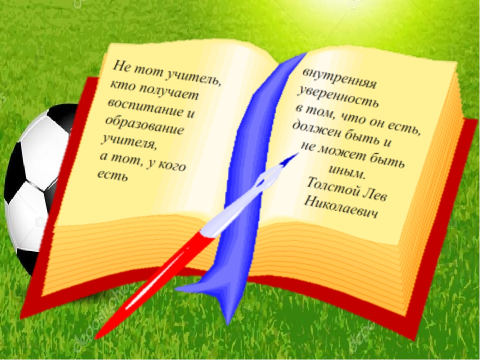 Не тот учитель,
кто получает
воспитание и
образование
учителя,
а тот, у кого
есть
внутренняя
уверенность
в том, что он есть,
должен быть и
не может быть
иным.
Толстой Лев
Николаевич